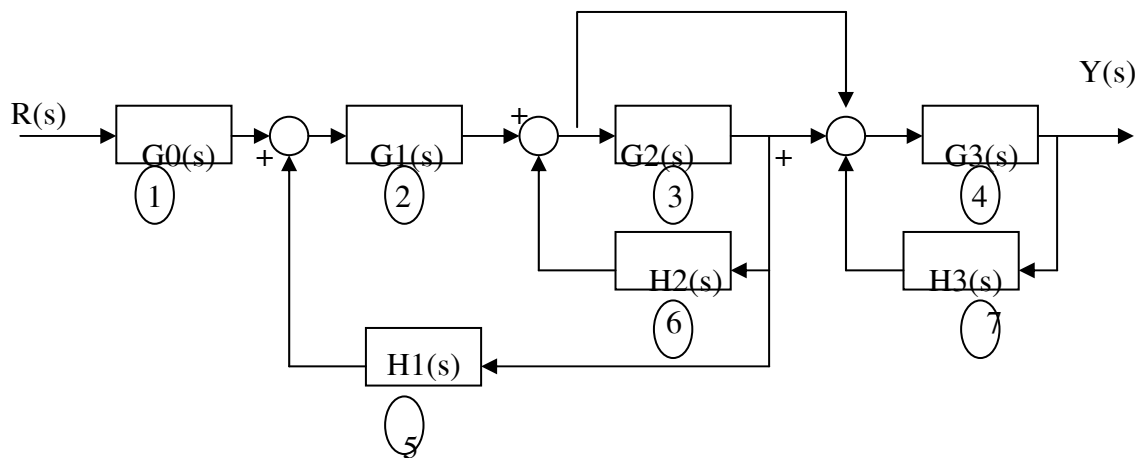 Y(s)
R(s)
+
G0(s)
+
G1(s)
G2(s)
+
G3(s)
1
2
3
4
H2(s)
H3(s)
6
7
H1(s)
5